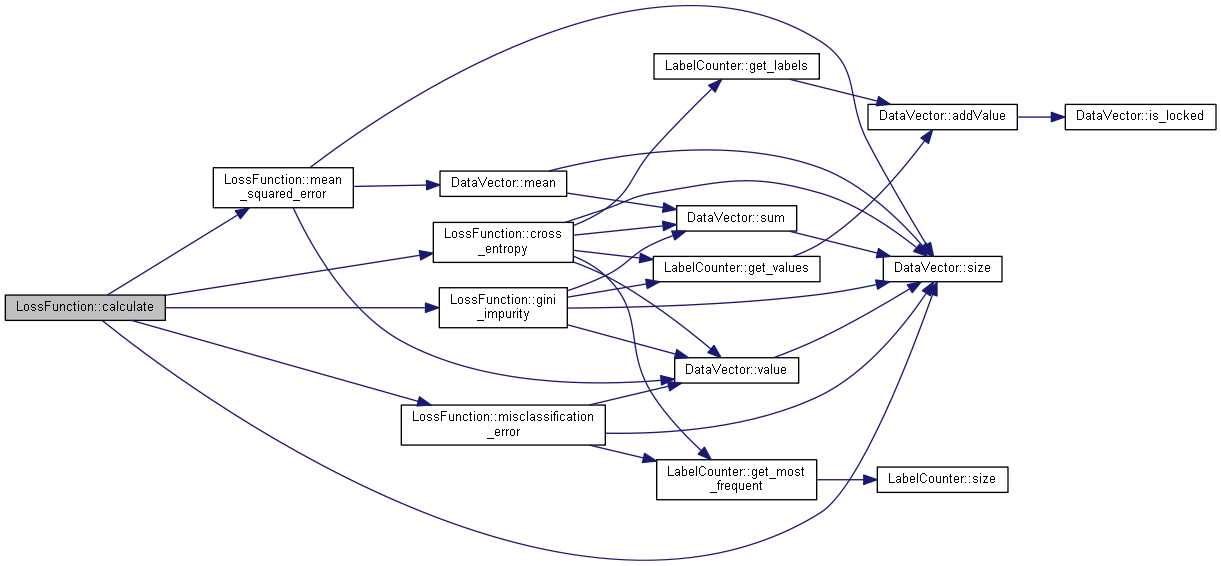 LossFunction::calculate
LossFunction::mean
_squared_error
LossFunction::cross
_entropy
LossFunction::gini
_impurity
LossFunction::misclassification
_error
DataVector::mean
LabelCounter::get_labels
DataVector::sum
LabelCounter::get_values
DataVector::value
LabelCounter::get_most
_frequent
DataVector::addValue
DataVector::size
LabelCounter::size
DataVector::is_locked